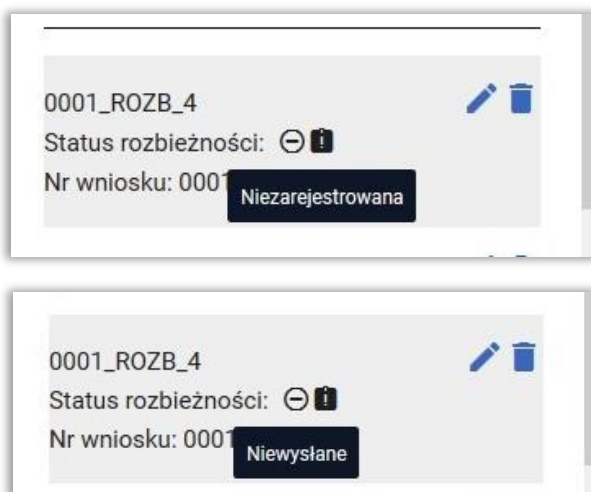 0001_ROZB_4
Status rozbieżności:
Nr wniosku: 0001
Niezarejestrowana
0001_ROZB_4
Status rozbieżności:
Nr wniosku: 0001
Niewysłane